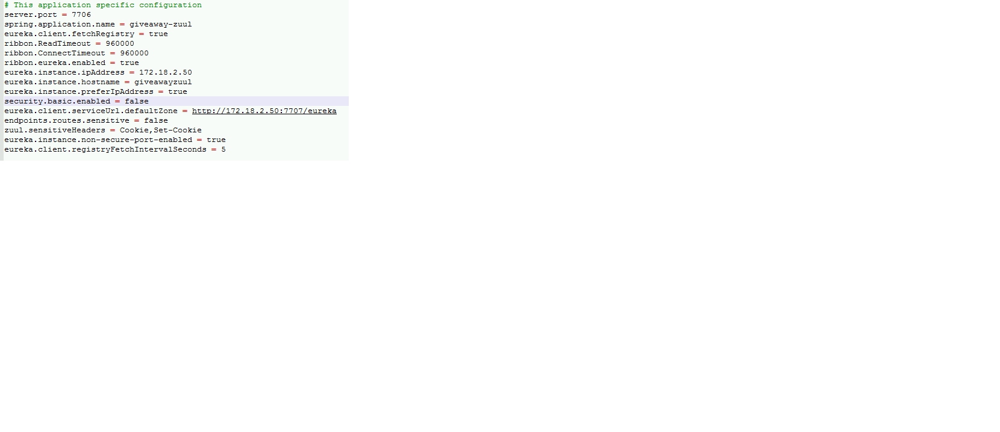 # This application specific configuration
server.port = 7706
spring.application.name = giveaway-zuul
eureka.client.fetchRegistry = true
ribbon.ReadTimeout = 960000
ribbon.ConnectTimeout = 960000
ribbon.eureka.enabled = true
eureka.instance.ipAddress = 172.18.2.50
eureka.instance.hostname = giveawayzuul
eureka.instance.preferIpAddress = true
security.basic.enabled = false
eureka.client.serviceUrl.defaultZone = http://172.18.2.50:7707/eureka
endpoints.routes.sensitive = false
zuul.sensitiveHeaders = Cookie,Set-Cookie
eureka.instance.non-secure-port-enabled = true
eureka.client.registryFetchIntervalSeconds = 5